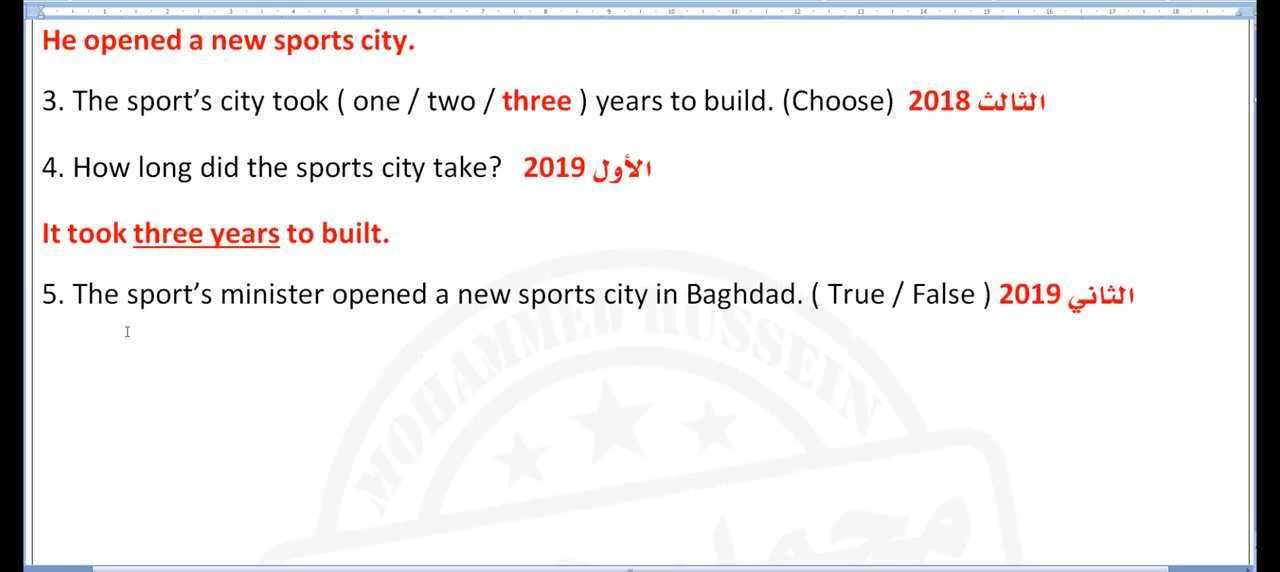 He opened a new sports city.
3. The sport's city took ( one / two / three ) years to build. (Choose) 2018 الثالث
4. How long did the sports city take? 2019 الأول
It took three years to built.
5. The sport's minister opened a new sports city in Baghdad. ( True / False ) 2019 الثاني
MOHAMMED HUSSEIN